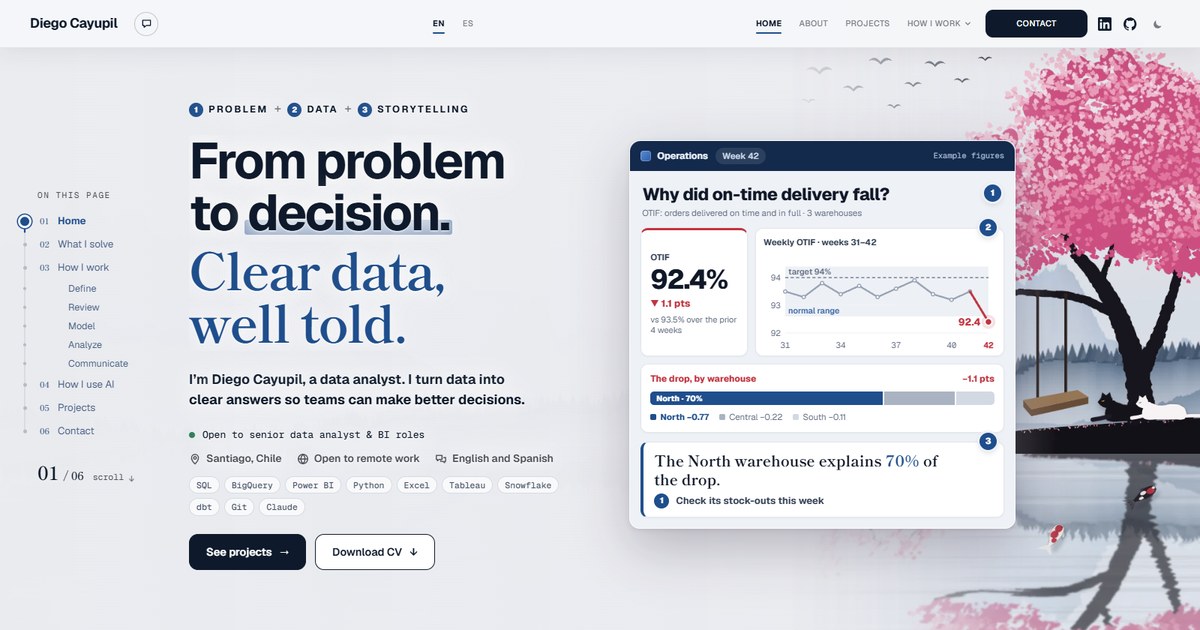 Diego Cayupil
EN ES
HOME ABOUT PROJECTS HOW I WORK CONTACT
ON THIS PAGE
01 Home
02 What I solve
03 How I work
Define
Review
Model
Analyze
Communicate
04 How I use AI
05 Projects
06 Contact
01 / 06 scroll ↓
1 PROBLEM + 2 DATA + 3 STORYTELLING
From problem
to decision.
Clear data,
well told.
I'm Diego Cayupil, a data analyst. I turn data into
clear answers so teams can make better decisions.
Open to senior data analyst & BI roles
Santiago, Chile Open to remote work English and Spanish
SQL BigQuery Power BI Python Excel Tableau Snowflake
dbt Git Claude
See projects → Download CV ↓
Operations Week 42 Example figures
Why did on-time delivery fall? 1
OTIF: orders delivered on time and in full · 3 warehouses
2
OTIF
92.4%
▼ 1.1 pts
vs 93.5% over the prior
4 weeks
Weekly OTIF · weeks 31–42
target 94%
94
93
92
normal range
92.4
31 34 37 40 42
The drop, by warehouse −1.1 pts
North · 70%
North −0.77 Central −0.22 South −0.11
3
The North warehouse explains 70% of
the drop.
1 Check its stock-outs this week